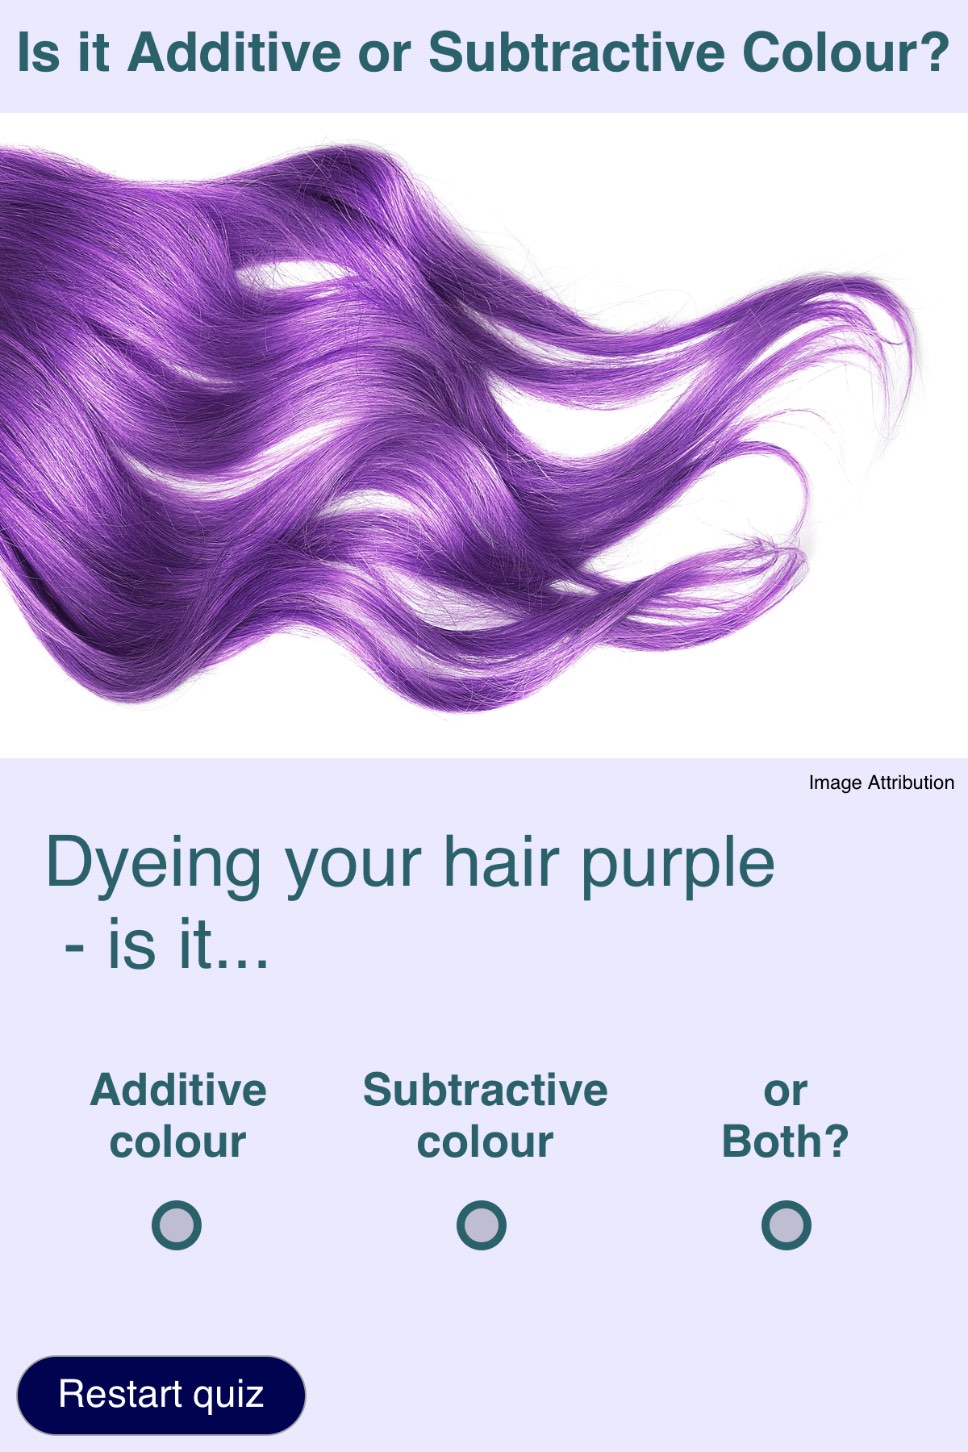 Is it Additive or Subtractive Colour?
Image Attribution
Dyeing your hair purple
- is it...
Additive
colour
Subtractive
colour
or
Both?
Restart quiz